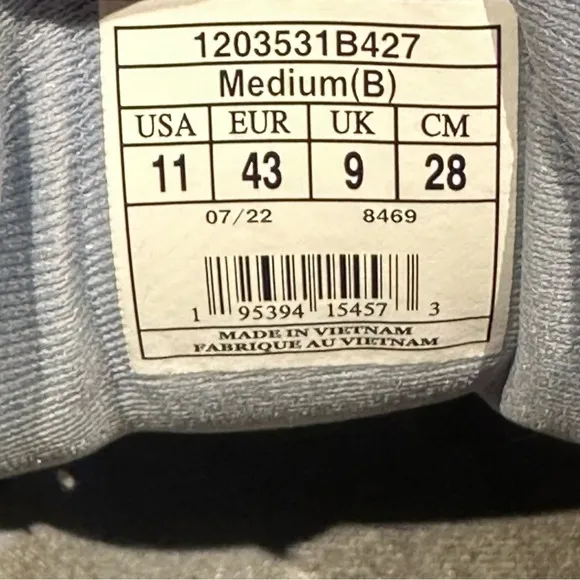 1203531B427
Medium(B)
USA EUR UK CM
11 43 9 28
07/22 8469
1 95394 15457 3
MADE IN VIETNAM
FABRIQUE AU VIETNAM